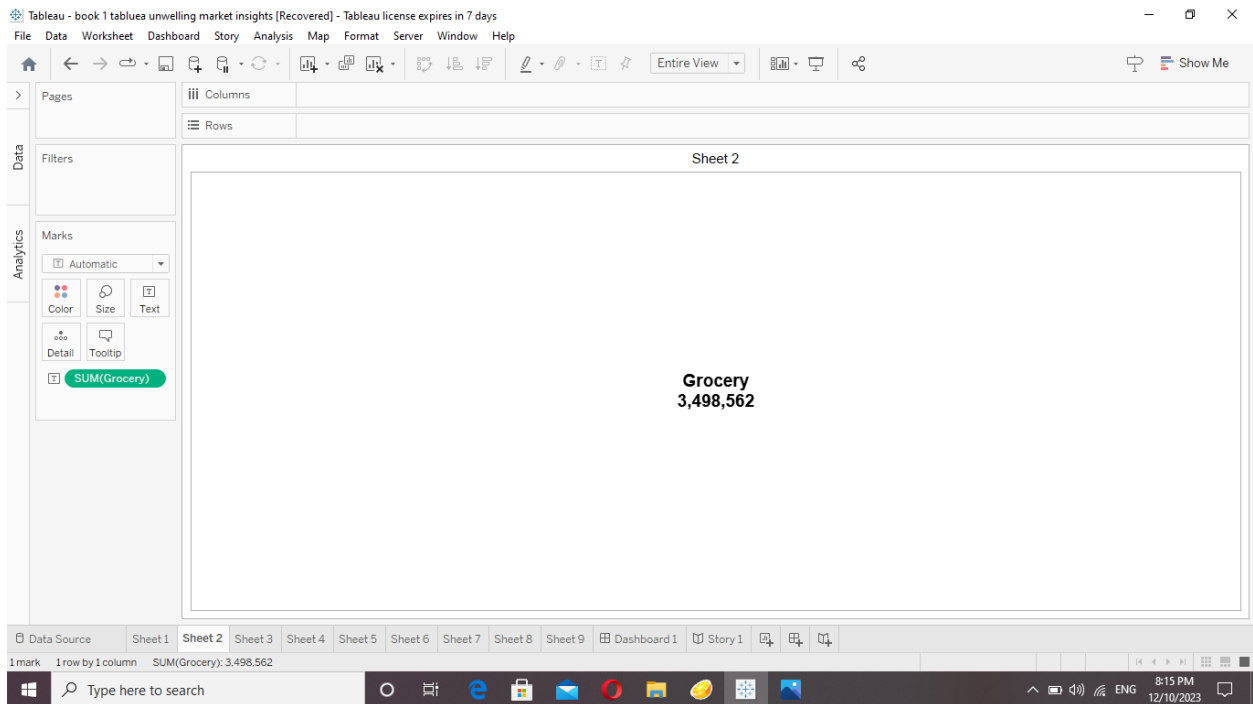 Tableau - book 1 tabluea unwelling market insights [Recovered] - Tableau license expires in 7 days
File Data Worksheet Dashboard Story Analysis Map Format Server Window Help
Entire View
Show Me
Pages
iii Columns
Rows
Data
Filters
Sheet 2
Analytics
Marks
Automatic
Color Size Text
Detail Tooltip
SUM(Grocery)
Grocery
3,498,562
Data Source Sheet 1 Sheet 2 Sheet 3 Sheet 4 Sheet 5 Sheet 6 Sheet 7 Sheet 8 Sheet 9 Dashboard 1 Story 1
1 mark 1 row by 1 column SUM(Grocery): 3,498,562
Type here to search
ENG
8:15 PM
12/10/2023